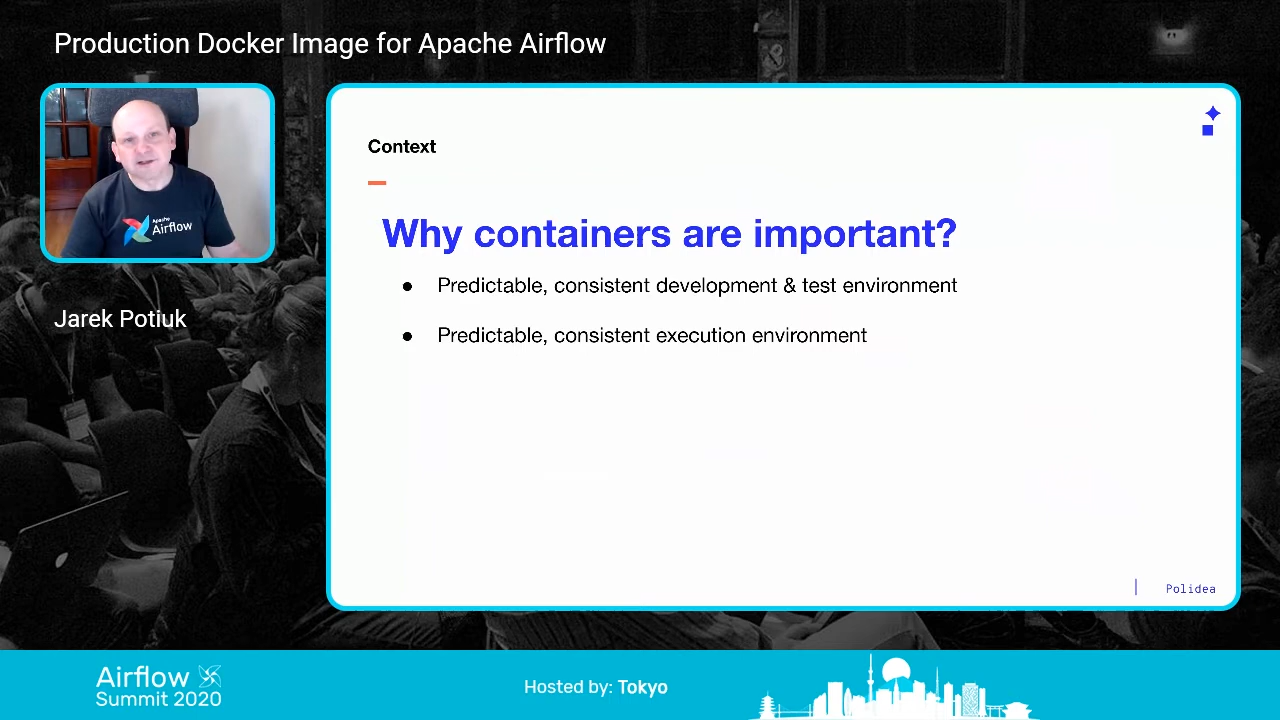 Production Docker Image for Apache Airflow
Apache
Airflow
Jarek Potiuk
Context
Why containers are important?
● Predictable, consistent development & test environment
● Predictable, consistent execution environment
Polidea
Airflow
Summit 2020
Hosted by: Tokyo